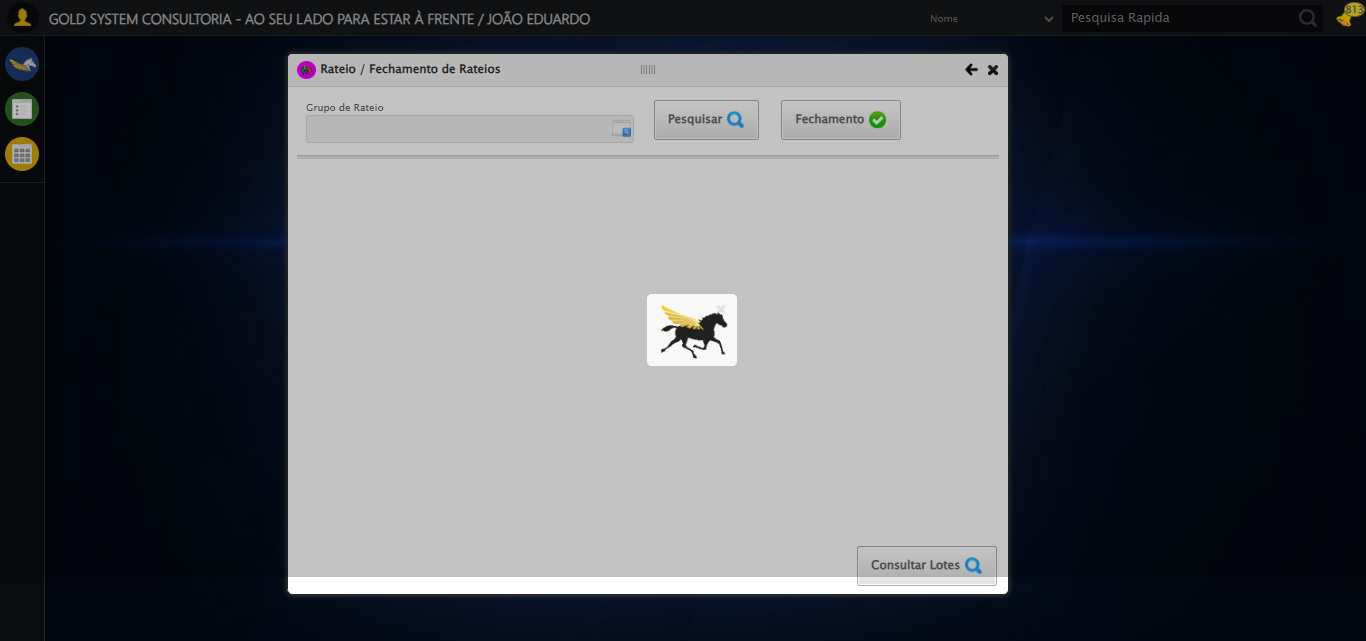 GOLD SYSTEM CONSULTORIA - AO SEU LADO PARA ESTAR À FRENTE / JOÃO EDUARDO
Nome
Pesquisa Rapida
813
Rateio / Fechamento de Rateios
Grupo de Rateio
Pesquisar
Fechamento
Consultar Lotes